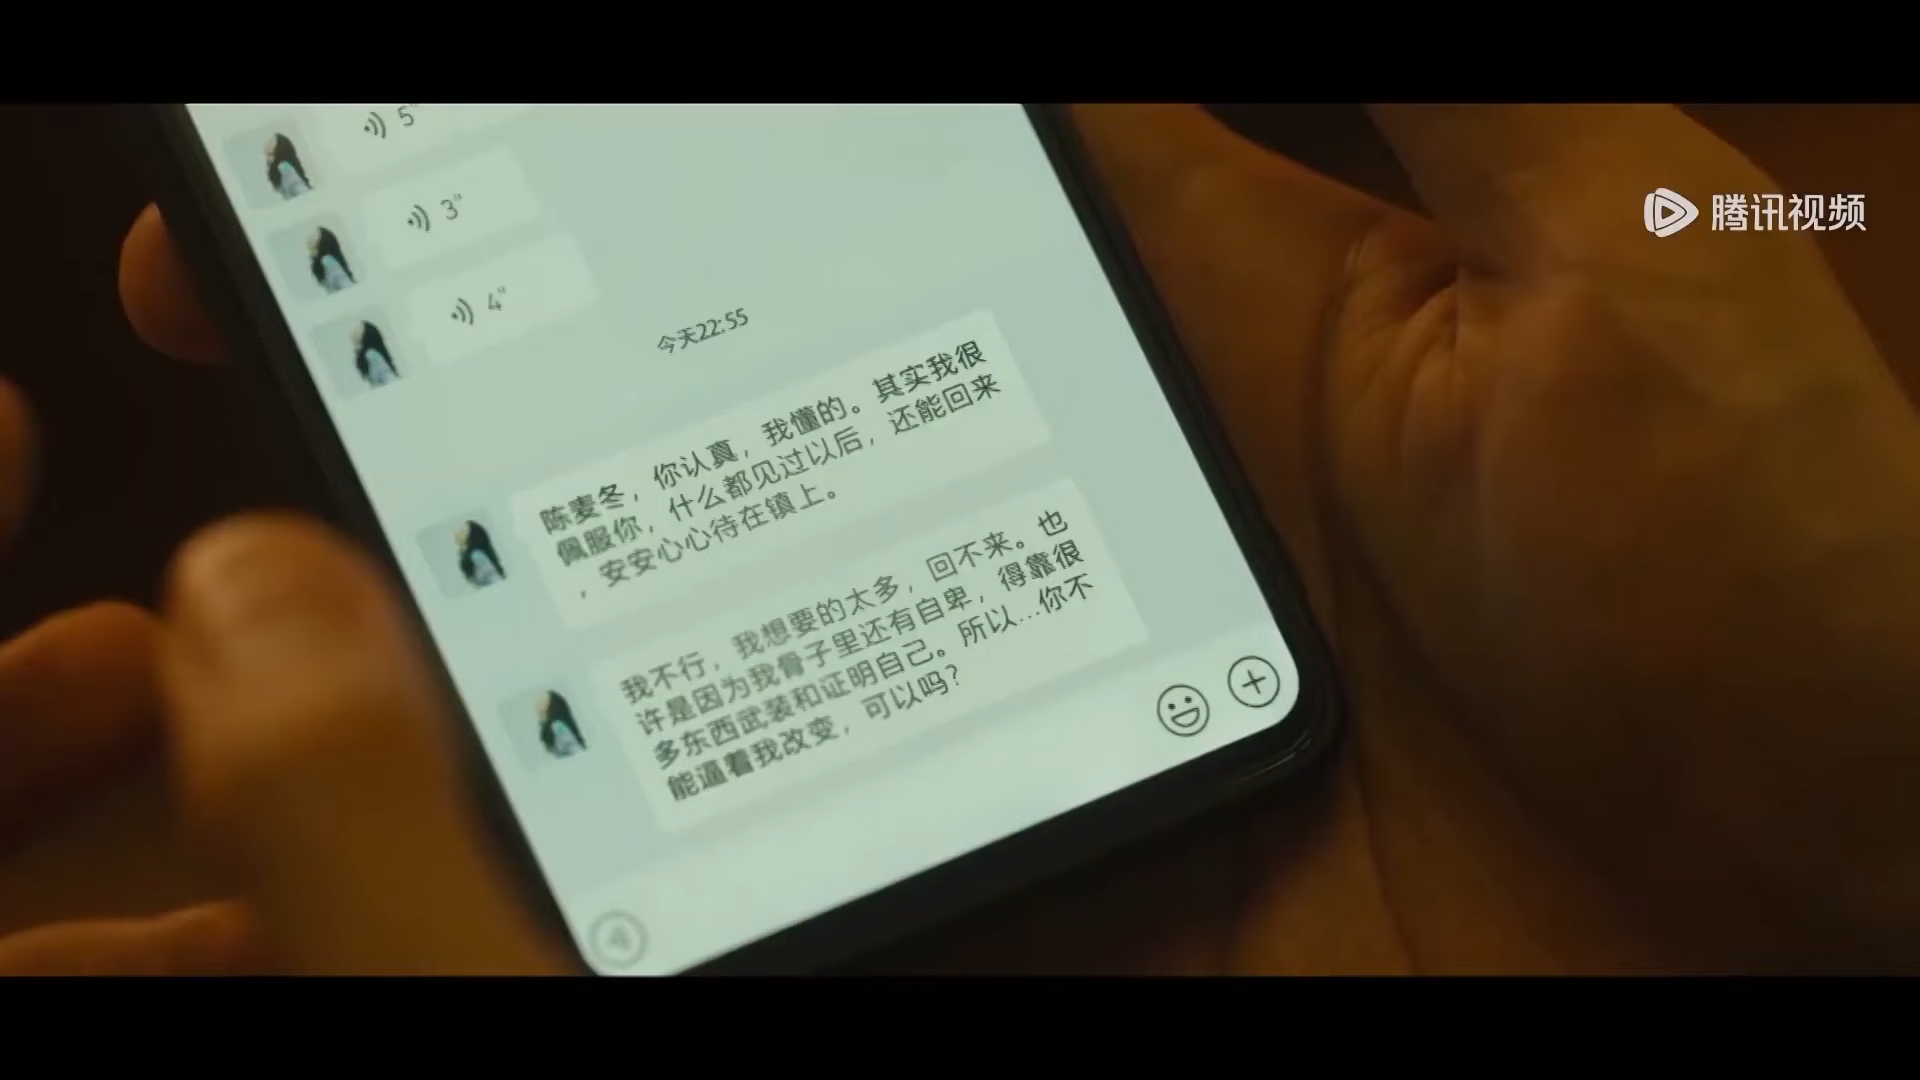 5"
腾讯视频
3"
4"
今天22:55
陈麦冬，你认真，我懂的。其实我很
佩服你，什么都见过以后，还能回来
，安安心心待在镇上。
我不行，我想要的太多，回不来。也
许是因为我骨子里还有自卑，得靠很
多东西武装和证明自己。所以...你不
能逼着我改变，可以吗？